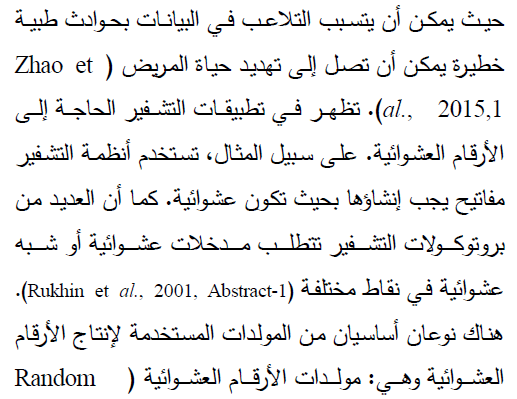 حيث يمكن أن يتسبب التلاعب في البيانات بحوادث طبية
خطيرة يمكن أن تصل إلى تهديد حياة المريض (Zhao et
al., 2015,1). تظهر في تطبيقات التشفير الحاجة إلى
الأرقام العشوائية. على سبيل المثال، تستخدم أنظمة التشفير
مفاتيح يجب إنشاؤها بحيث تكون عشوائية. كما أن العديد من
بروتوكولات التشفير تتطلب مدخلات عشوائية أو شبه
عشوائية في نقاط مختلفة (Rukhin et al., 2001, Abstract-1).
هناك نوعان أساسيان من المولدات المستخدمة لإنتاج الأرقام
العشوائية وهي: مولدات الأرقام العشوائية (Random